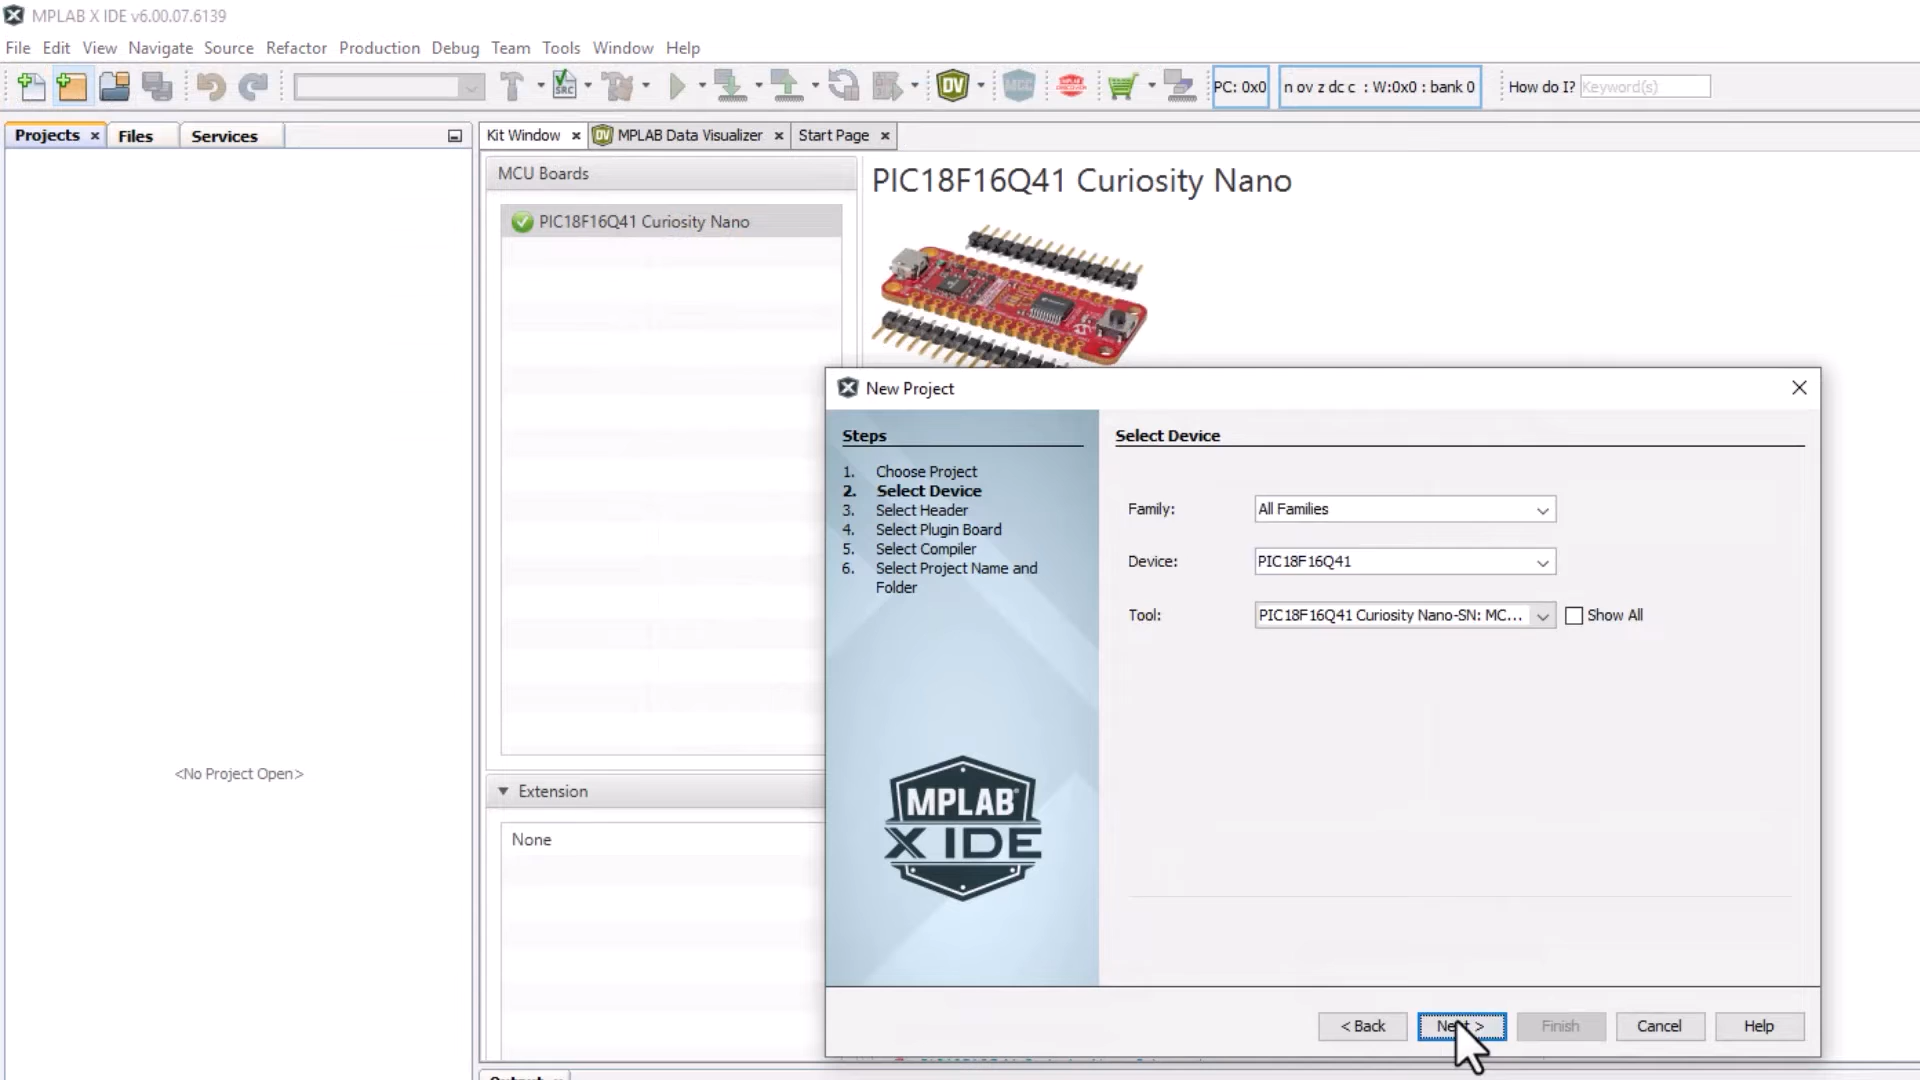 MPLAB X IDE v6.00.07.6139
File Edit View Navigate Source Refactor Production Debug Team Tools Window Help
SRC DV MCC PC: 0x0 n ov z dc c : W:0x0 : bank 0 How do I? Keyword(s)
Projects Files Services
Kit Window DV MPLAB Data Visualizer Start Page
MCU Boards
PIC18F16Q41 Curiosity Nano
PIC18F16Q41 Curiosity Nano
<No Project Open>
Extension
None
New Project
Steps
1. Choose Project
2. Select Device
3. Select Header
4. Select Plugin Board
5. Select Compiler
6. Select Project Name and
Folder
MPLAB®
X IDE
Select Device
Family: All Families
Device: PIC18F16Q41
Tool: PIC18F16Q41 Curiosity Nano-SN: MC... Show All
< Back Next > Finish Cancel Help